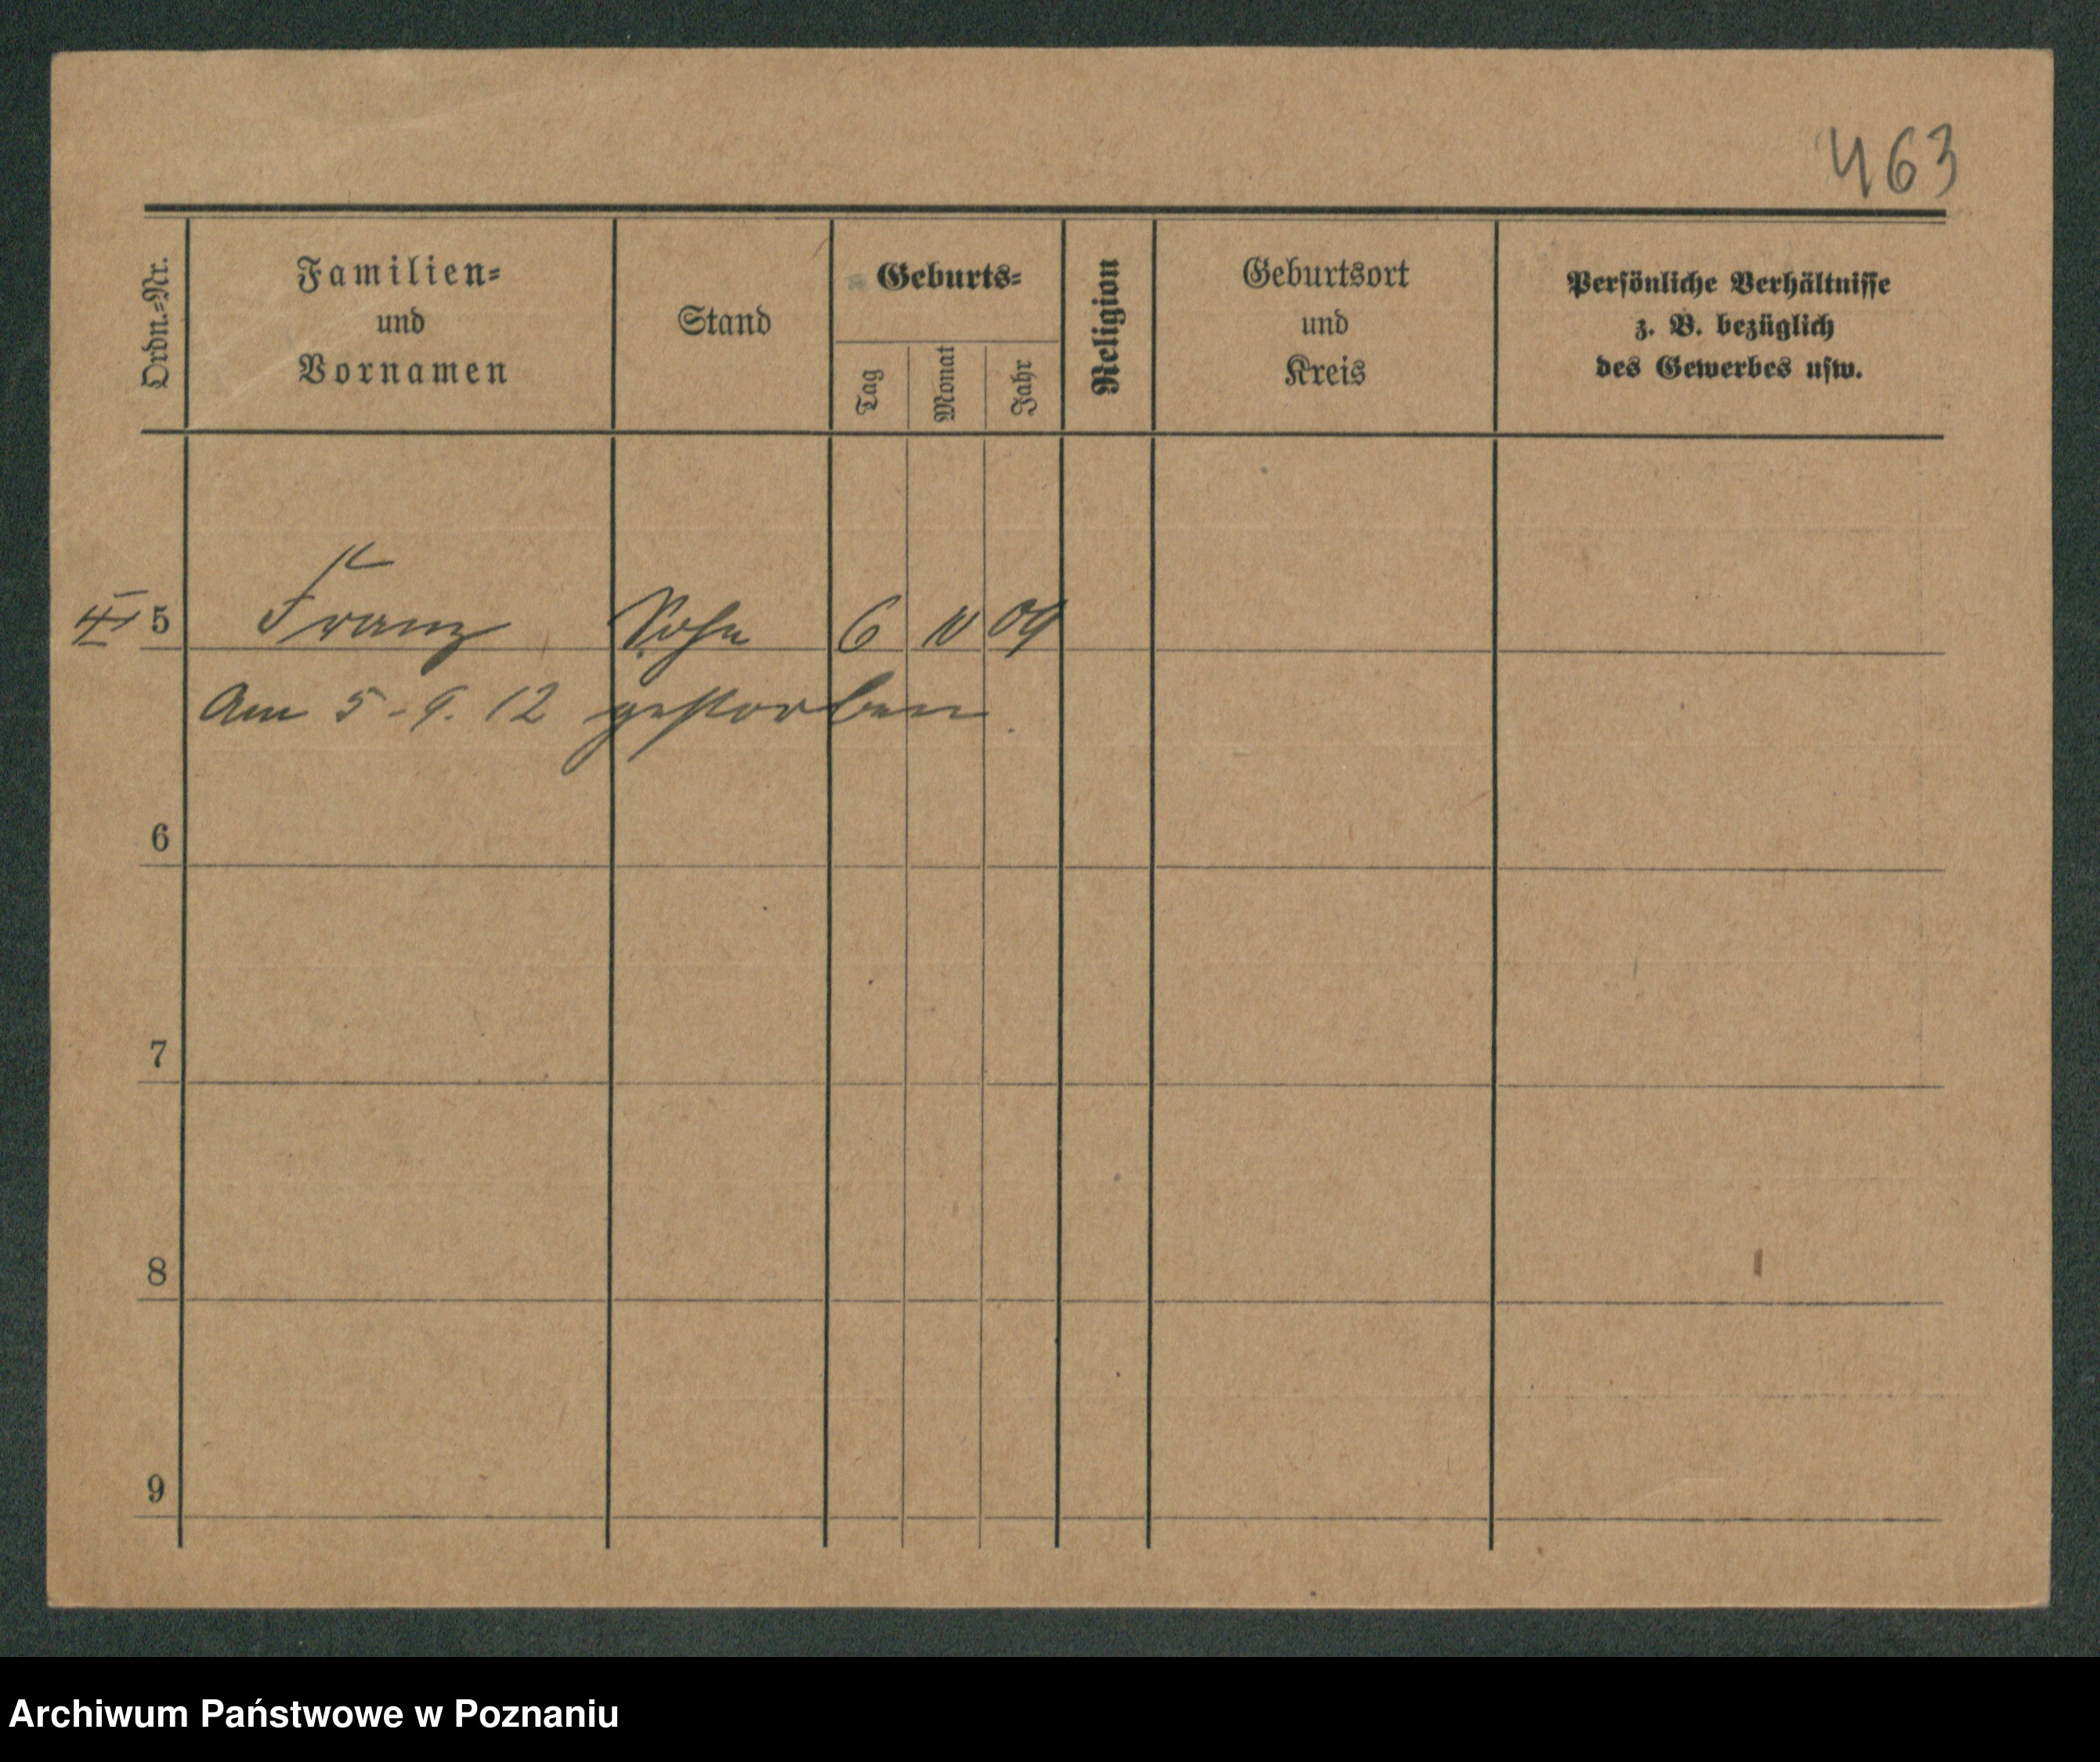 463
Ordn.-Nr.
Familien-
und
Vornamen
Stand
Geburts-
Tag
Monat
Jahr
Religion
Geburtsort
und
Kreis
Persönliche Verhältnisse
z. B. bezüglich
des Gewerbes usw.
5 Franz Sohn 6 10 09
Am 5-9.12 gestorben.
6
7
8
9
Archiwum Państwowe w Poznaniu